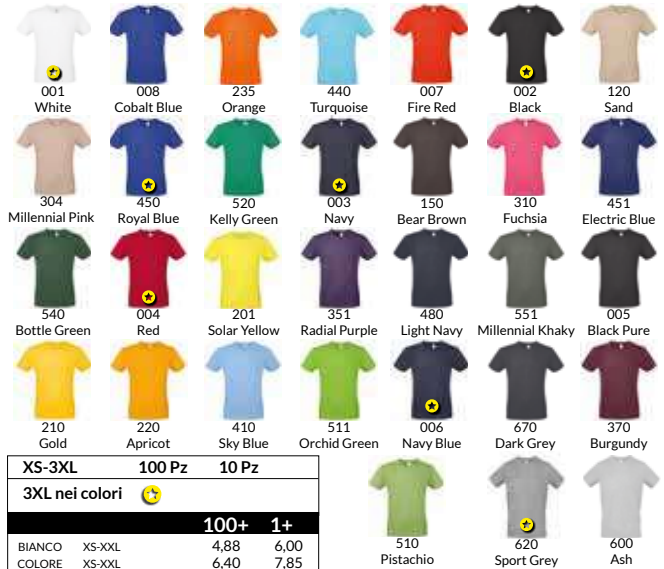 001 008 235 440 007 002 120
White Cobalt Blue Orange Turquoise Fire Red Black Sand
304 450 520 003 150 310 451
Millennial Pink Royal Blue Kelly Green Navy Bear Brown Fuchsia Electric Blue
540 004 201 351 480 551 005
Bottle Green Red Solar Yellow Radial Purple Light Navy Millennial Khaky Black Pure
210 220 410 511 006 670 370
Gold Apricot Sky Blue Orchid Green Navy Blue Dark Grey Burgundy
XS-3XL 100 Pz 10 Pz
3XL nei colori
100+ 1+
BIANCO XS-XXL 4,88 6,00
COLORE XS-XXL 6,40 7,85
510 620 600
Pistachio Sport Grey Ash